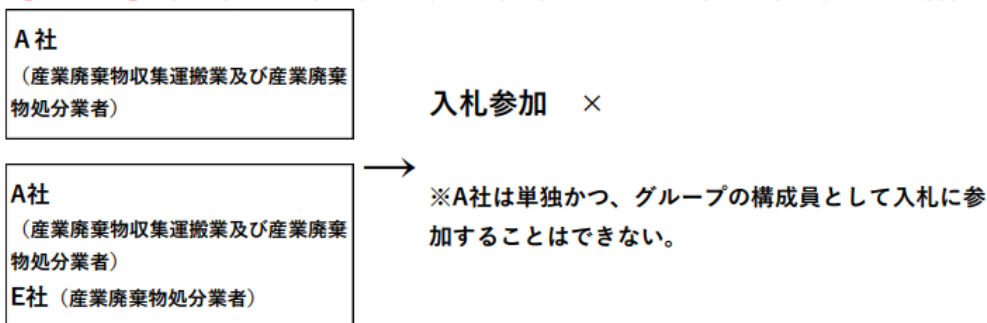 A社
（産業廃棄物収集運搬業及び産業廃棄
物処分業者）
入札参加　×
→
A社
（産業廃棄物収集運搬業及び産業廃棄
物処分業者）
E社（産業廃棄物処分業者）
※A社は単独かつ、グループの構成員として入札に参
加することはできない。